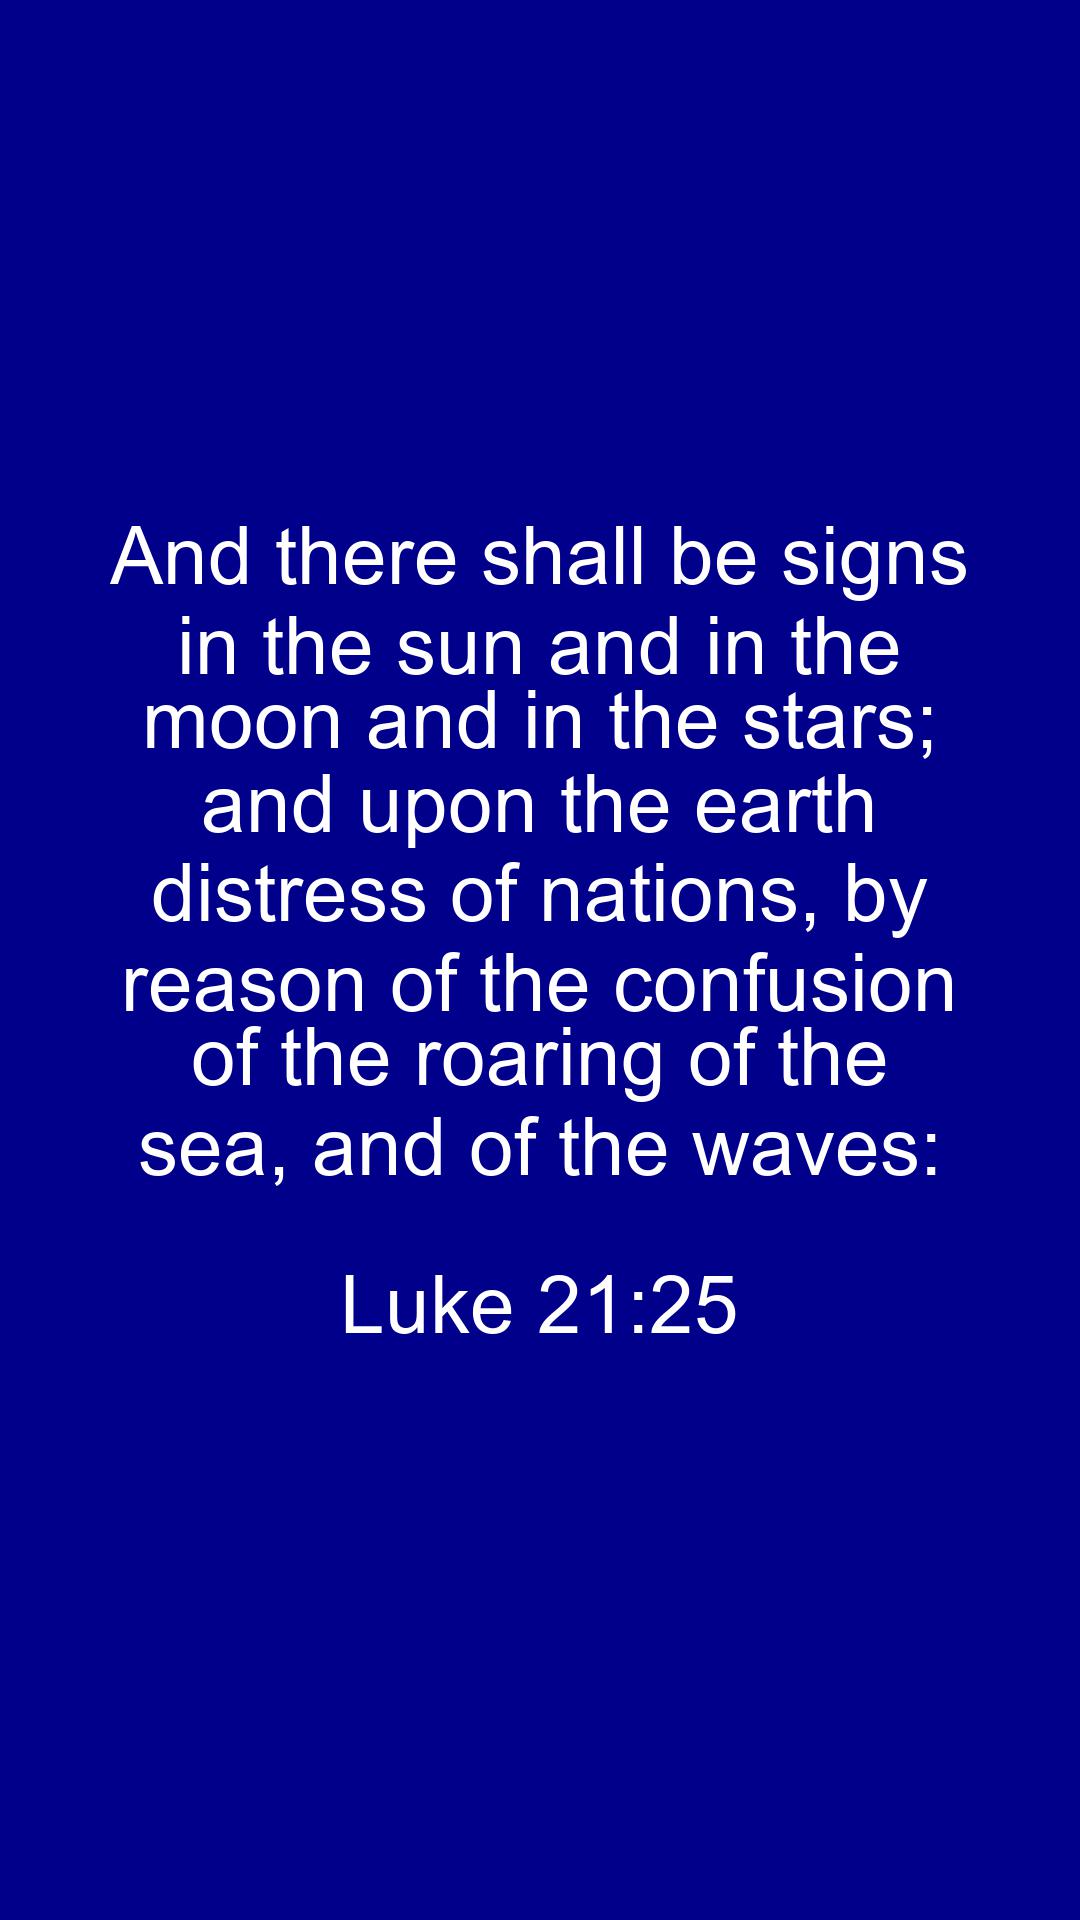 And there shall be signs
in the sun and in the
moon and in the stars;
and upon the earth
distress of nations, by
reason of the confusion
of the roaring of the
sea, and of the waves:
Luke 21:25